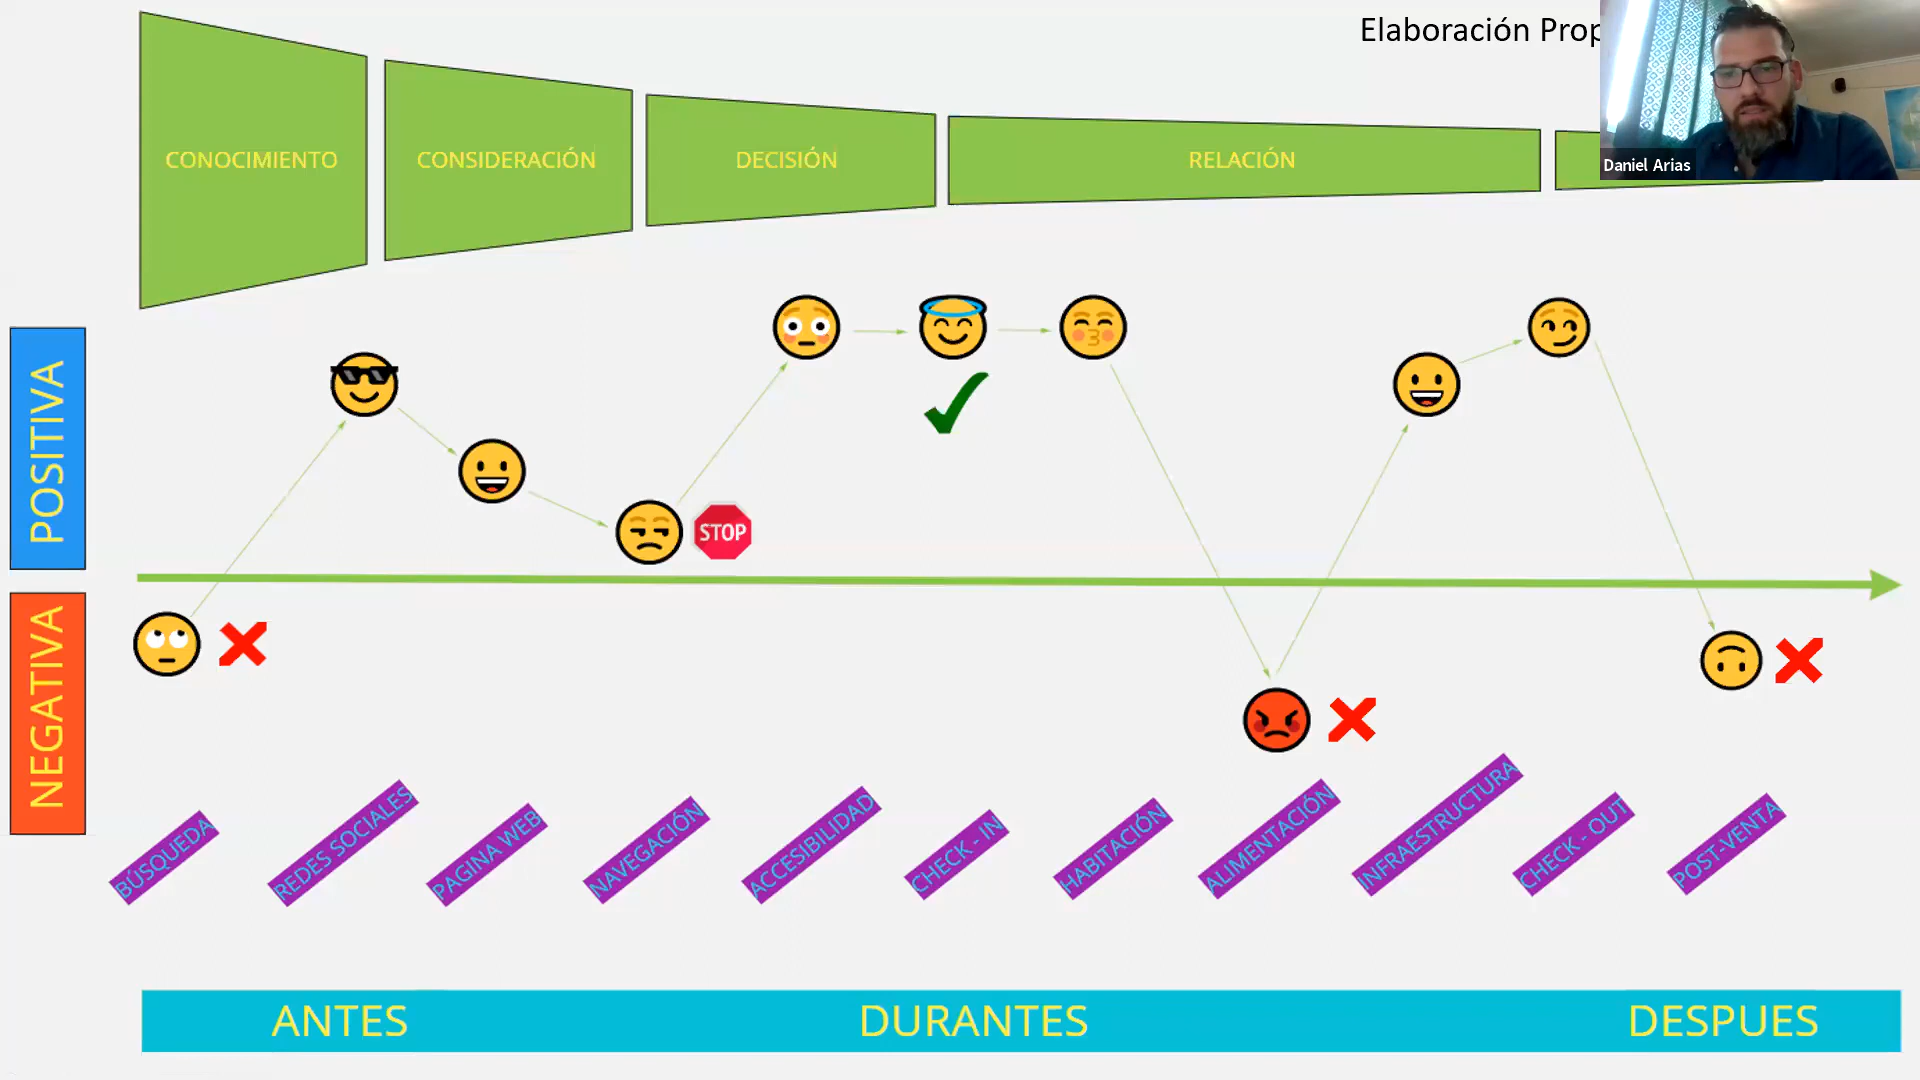 Elaboración
Daniel Arias
CONOCIMIENTO
CONSIDERACIÓN
DECISIÓN
RELACIÓN
POSITIVA
STOP
NEGATIVA
BÚSQUEDA
REDES SOCIALES
PAGINA WEB
NAVEGACIÓN
ACCESIBILIDAD
CHECK - IN
HABITACIÓN
ALIMENTACIÓN
INFRAESTRUCTURA
CHECK - OUT
POST-VENTA
ANTES
DURANTES
DESPUES